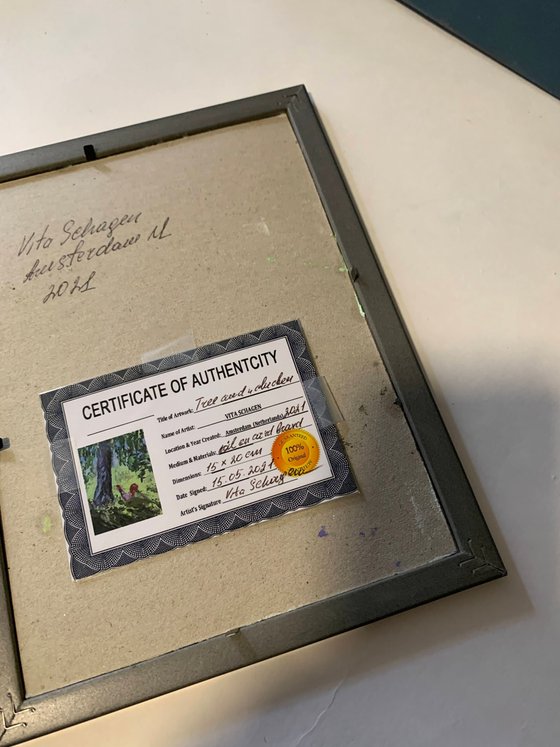 Vita Schagen
Amsterdam
2021
CERTIFICATE OF AUTHENTCITY
Title of Artwork: Tree and chicken
Name of Artist: VITA SCHAGEN
Location & Year Created: Amsterdam (Netherlands) 2021
Medium & Materials: oil on card board
Dimensions: 15 x 20 cm
Date Signed: 15.05.2021
Artist's Signature Vita Schagen
GUARANTEED
100%
Original